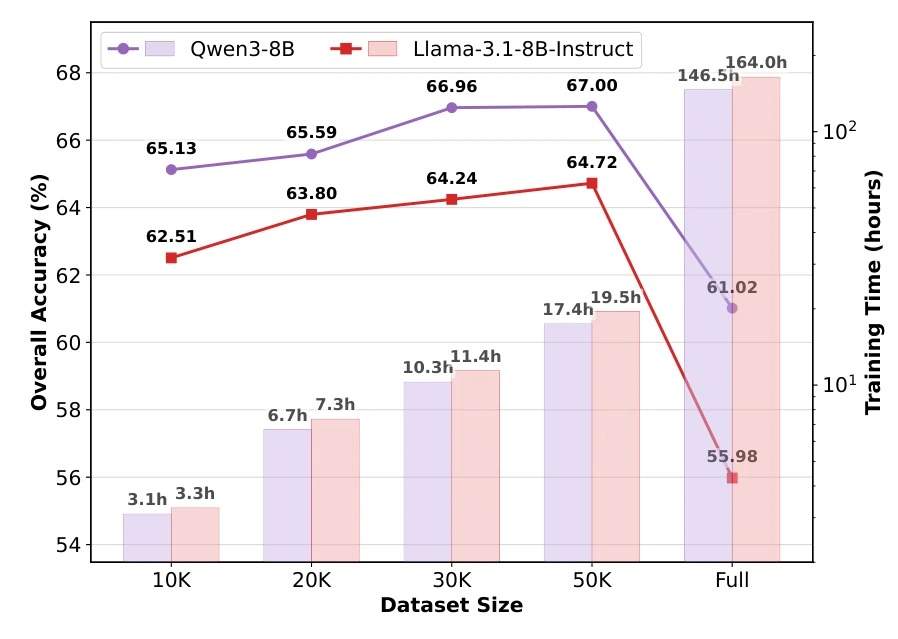 Qwen3-8B Llama-3.1-8B-Instruct
Overall Accuracy (%)
68
66
64
62
60
58
56
54
65.13
65.59
66.96
67.00
61.02
62.51
63.80
64.24
64.72
55.98
3.1h 3.3h
6.7h 7.3h
10.3h 11.4h
17.4h 19.5h
146.5h 164.0h
10²
10¹
Training Time (hours)
10K 20K 30K 50K Full
Dataset Size